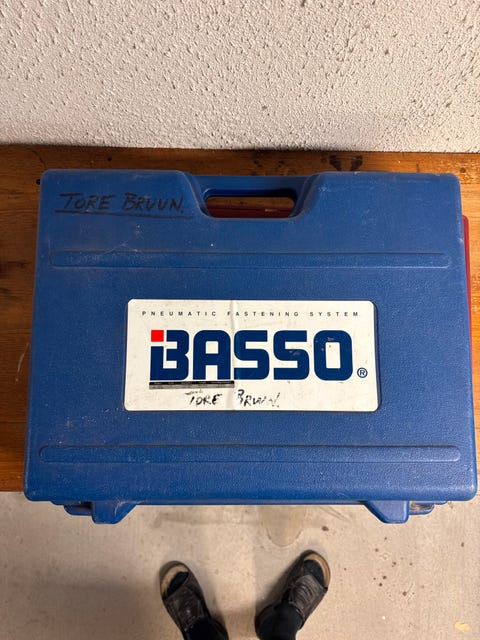 TORE BRUUN.
PNEUMATIC FASTENING SYSTEM
BASSO®
TORE BRUUN.